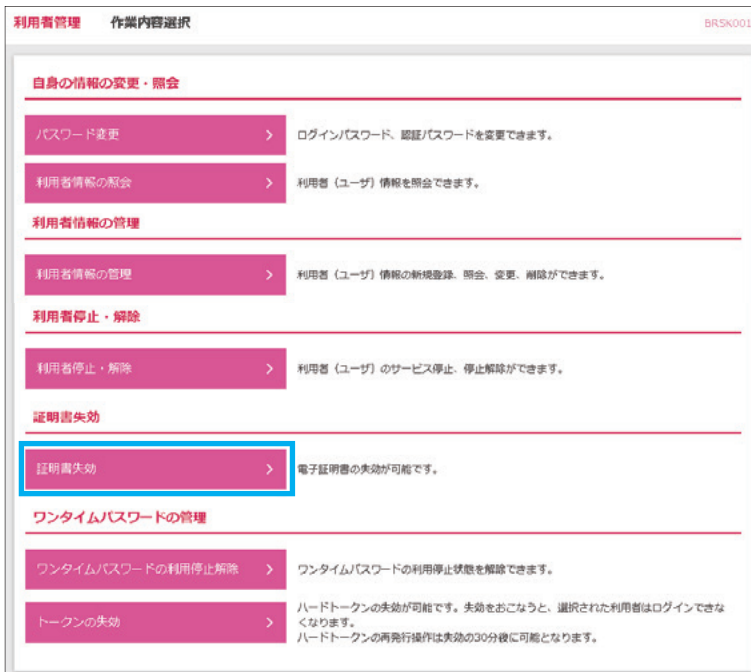 利用者管理 作業内容選択 BRSK001
自身の情報の変更・照会
パスワード変更 ログインパスワード、認証パスワードを変更できます。
利用者情報の照会 利用者（ユーザ）情報を照会できます。
利用者情報の管理
利用者情報の管理 利用者（ユーザ）情報の新規登録、照会、変更、削除ができます。
利用者停止・解除
利用者停止・解除 利用者（ユーザ）のサービス停止、停止解除ができます。
証明書失効
証明書失効 電子証明書の失効が可能です。
ワンタイムパスワードの管理
ワンタイムパスワードの利用停止解除 ワンタイムパスワードの利用停止状態を解除できます。
トークンの失効 ハードトークンの失効が可能です。失効をおこなうと、選択された利用者はログインできな
くなります。
ハードトークンの再発行操作は失効の30分後に可能となります。